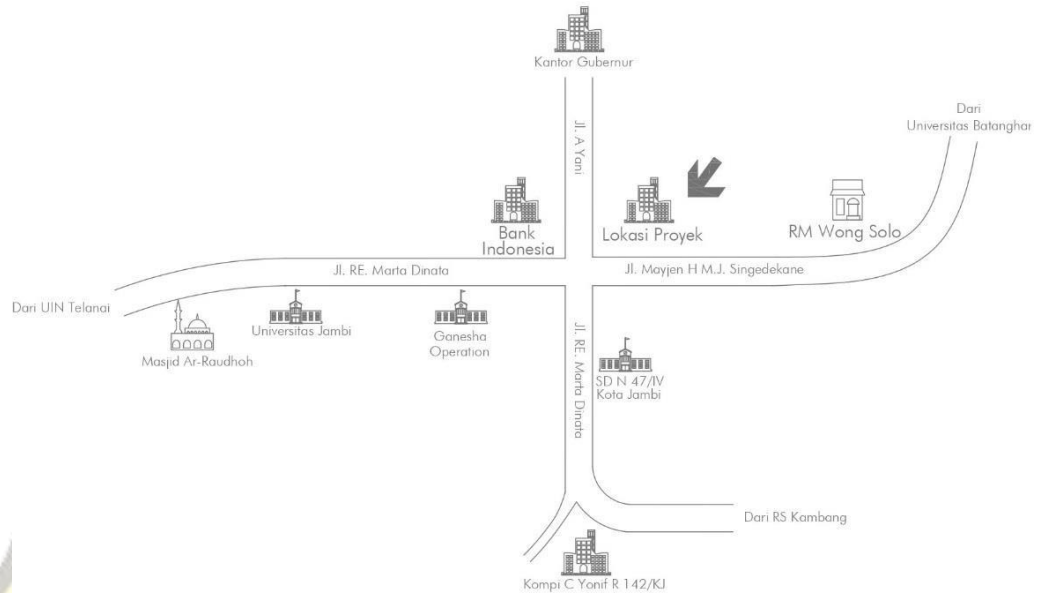 Kantor Gubernur
Jl. A Yani
Dari
Universitas Batanghar
Bank
Indonesia
Lokasi Proyek
RM Wong Solo
Jl. RE. Marta Dinata
Jl. Mayjen H M.J. Singedekane
Dari UIN Telanai
Masjid Ar-Raudhoh
Universitas Jambi
Ganesha
Operation
Jl. RE. Marta Dinata
SD N 47/IV
Kota Jambi
Dari RS Kambang
Kompi C Yonif R 142/KJ